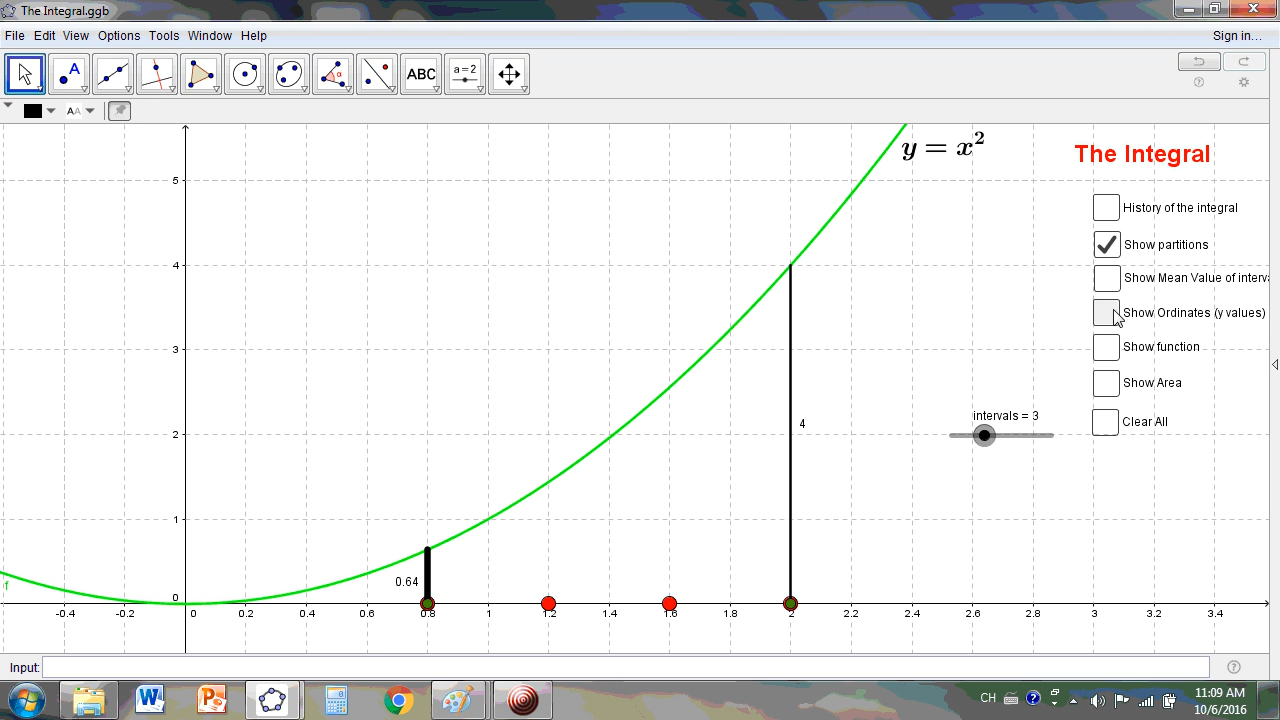 The Integral.ggb
File Edit View Options Tools Window Help Sign in...
A α ABC a=2
AA
y = x²
The Integral
History of the integral
Show partitions
Show Mean Value of interva
Show Ordinates (y values)
Show function
Show Area
Clear All
intervals = 3
5
4
3
2
1
0
4
0.64
f
-0.4 -0.2 0 0.2 0.4 0.6 0.8 1 1.2 1.4 1.6 1.8 2 2.2 2.4 2.6 2.8 3 3.2 3.4
Input:
CH
11:09 AM
10/6/2016